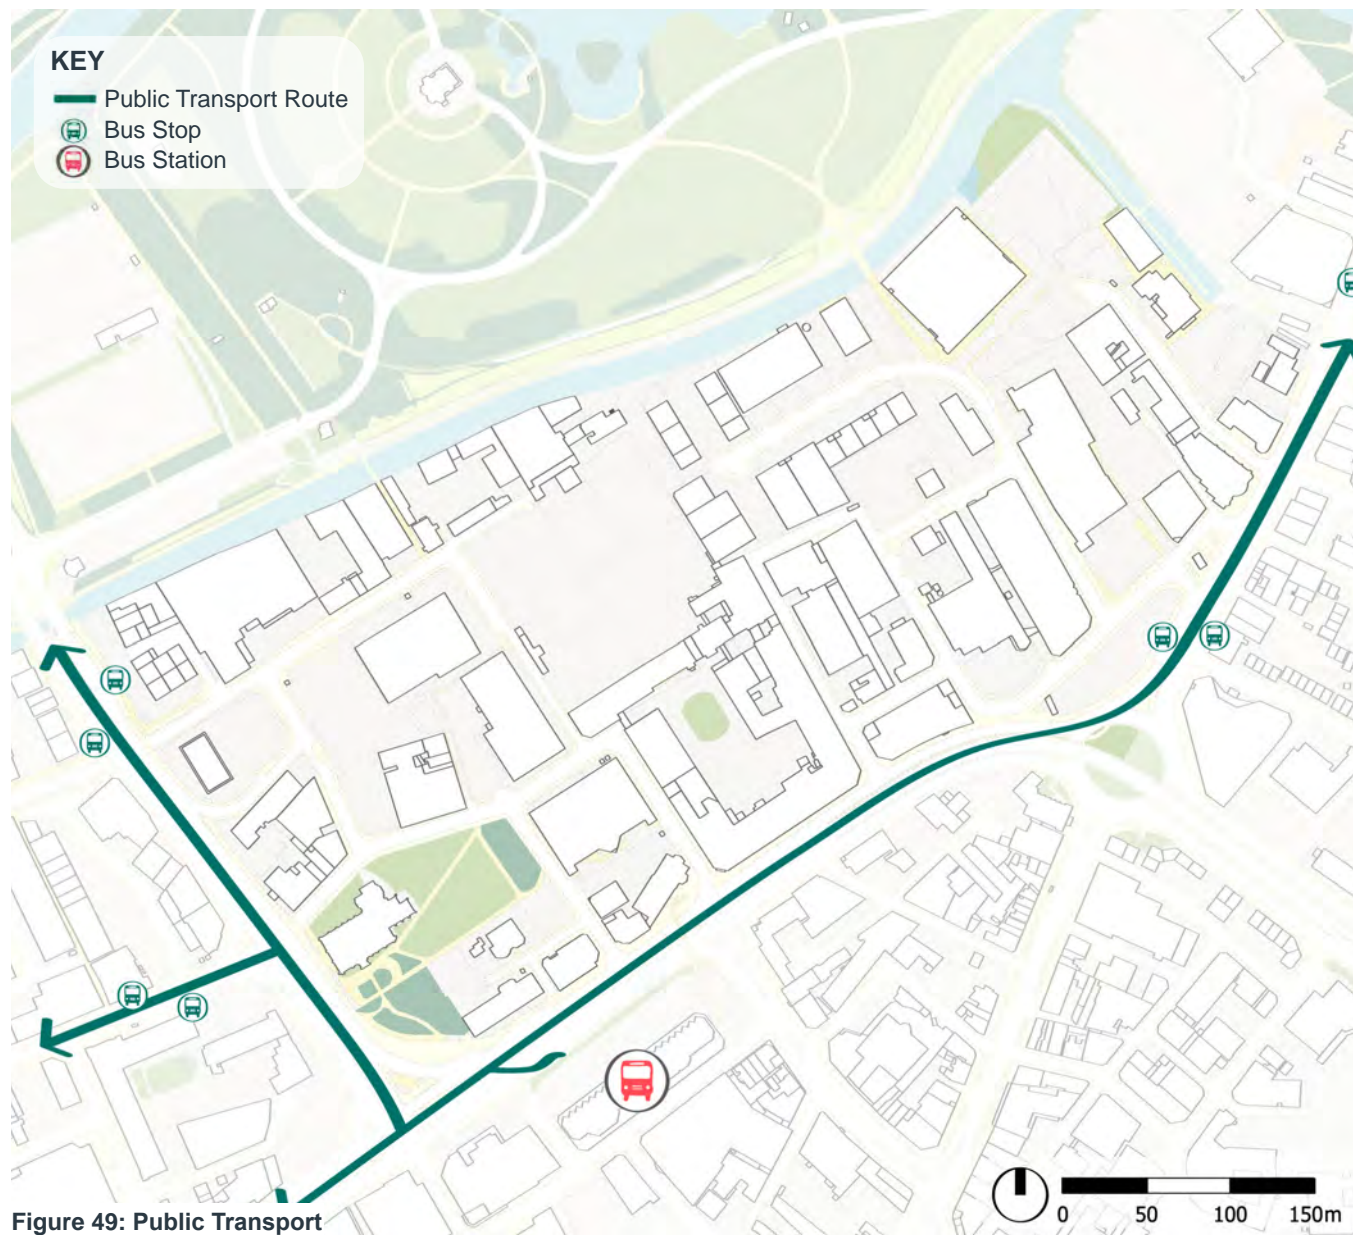 KEY
Public Transport Route
Bus Stop
Bus Station
0 50 100 150m
Figure 49: Public Transport